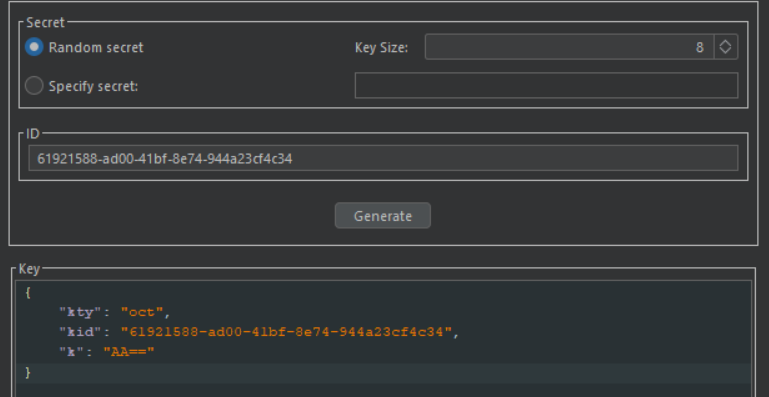 Secret
Random secret
Key Size: 8
Specify secret:
ID
61921588-ad00-41bf-8e74-944a23cf4c34
Generate
Key
{
"kty": "oct",
"kid": "61921588-ad00-41bf-8e74-944a23cf4c34",
"k": "AA=="
}